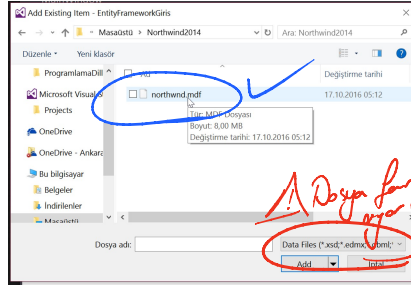 Add Existing Item - EntityFrameworkGiris
Masaüstü > Northwind2014
Ara: Northwind2014
Düzenle
Yeni klasör
ProgramlamaDill
Ad
Değiştirme tarihi
Microsoft Visual S
northwnd.mdf
17.10.2016 05:12
Projects
Tür: MDF Dosyası
Boyut: 8,00 MB
Değiştirme tarihi: 17.10.2016 05:12
OneDrive
OneDrive - Ankara
Bu bilgisayar
Belgeler
İndirilenler
Masaüstü
! Dosya
Dosya adı:
Data Files (*.xsd;*.edmx;*.dbml;
Add
İptal